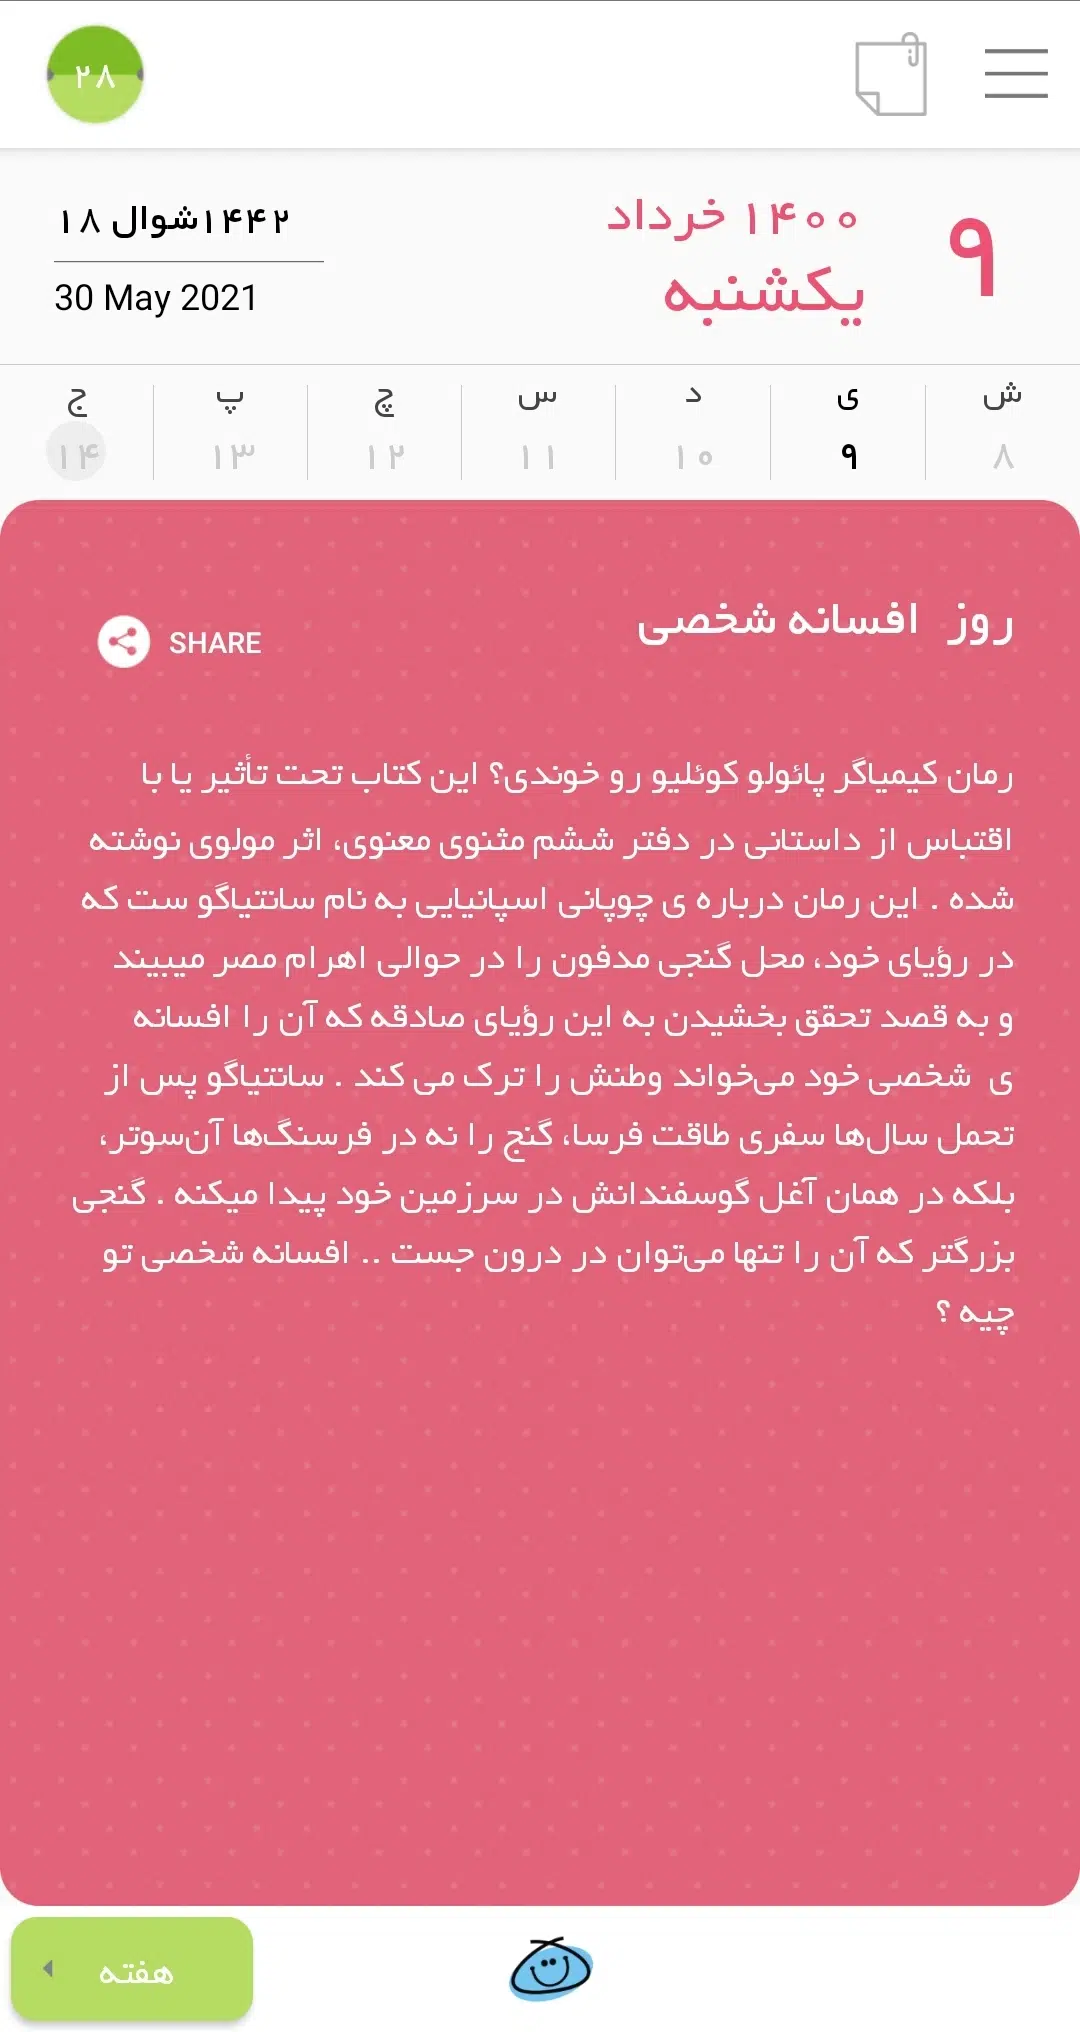 ۲۸
۹
۱۴۰۰ خرداد
یکشنبه
۱۴۴۲شوال ۱۸
30 May 2021
ش ی د س چ پ ج
۸ ۹ ۱۰ ۱۱ ۱۲ ۱۳ ۱۴
روز افسانه شخصی
SHARE
رمان کیمیاگر پائولو کوئلیو رو خوندی؟ این کتاب تحت تأثیر یا با
اقتباس از داستانی در دفتر ششم مثنوی معنوی، اثر مولوی نوشته
شده . این رمان درباره ی چوپانی اسپانیایی به نام سانتیاگو ست که
در رؤیای خود، محل گنجی مدفون را در حوالی اهرام مصر میبیند
و به قصد تحقق بخشیدن به این رؤیای صادقه که آن را افسانه
ی شخصی خود می‌خواند وطنش را ترک می کند . سانتیاگو پس از
تحمل سال‌ها سفری طاقت فرسا، گنج را نه در فرسنگ‌ها آن‌سوتر،
بلکه در همان آغل گوسفندانش در سرزمین خود پیدا میکنه . گنجی
بزرگتر که آن را تنها می‌توان در درون جست .. افسانه شخصی تو
چیه ؟
هفته